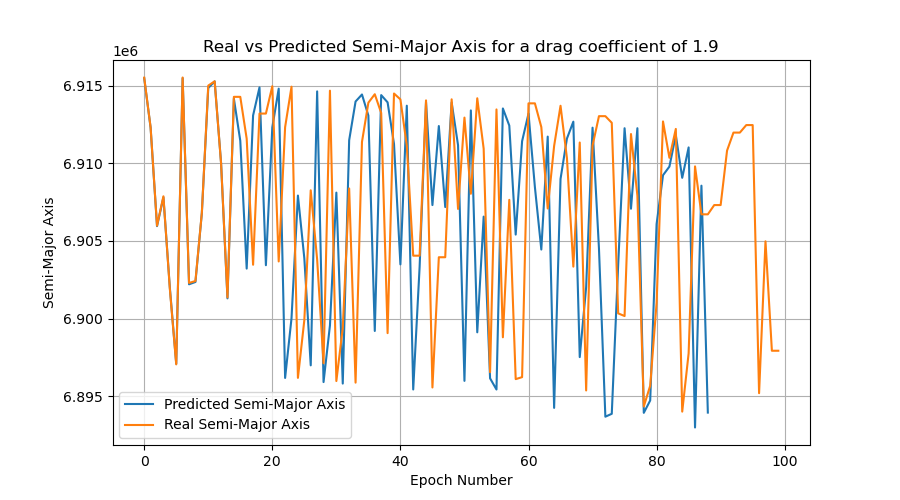 Real vs Predicted Semi-Major Axis for a drag coefficient of 1.9
1e6
6.915
6.910
6.905
6.900
6.895
Semi-Major Axis
Predicted Semi-Major Axis
Real Semi-Major Axis
0 20 40 60 80 100
Epoch Number